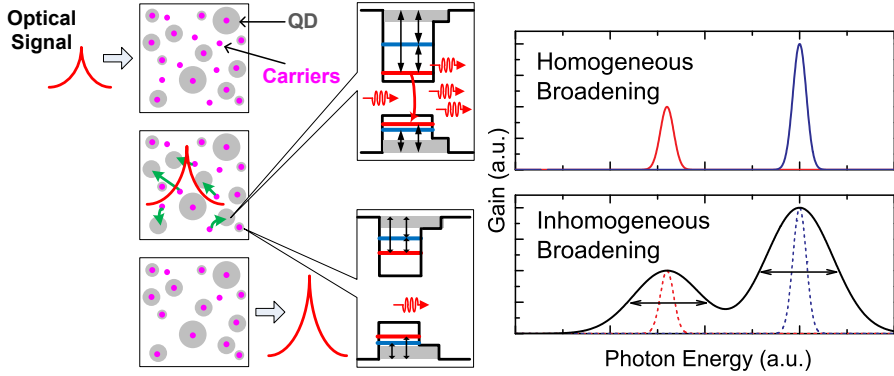 Optical
Signal
QD
Carriers
Homogeneous
Broadening
Inhomogeneous
Broadening
Gain (a.u.)
Photon Energy (a.u.)